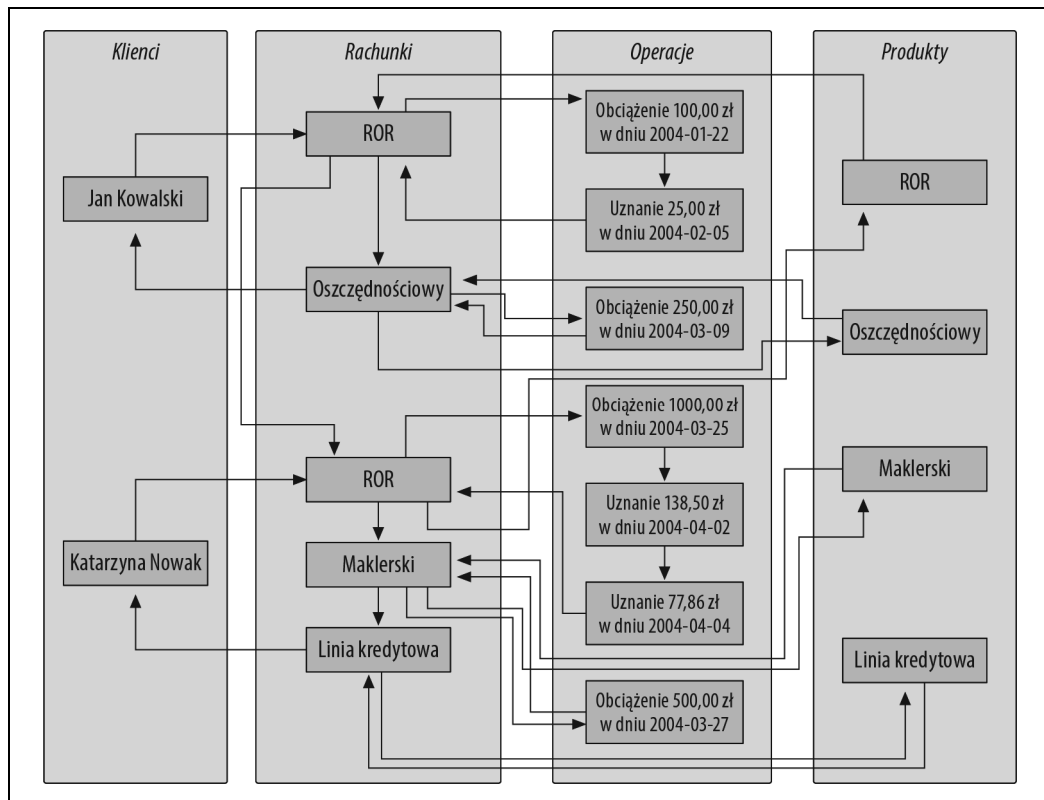 Klienci
Jan Kowalski
Katarzyna Nowak
Rachunki
ROR
Oszczędnościowy
ROR
Maklerski
Linia kredytowa
Operacje
Obciążenie 100,00 zł
w dniu 2004-01-22
Uznanie 25,00 zł
w dniu 2004-02-05
Obciążenie 250,00 zł
w dniu 2004-03-09
Obciążenie 1000,00 zł
w dniu 2004-03-25
Uznanie 138,50 zł
w dniu 2004-04-02
Uznanie 77,86 zł
w dniu 2004-04-04
Obciążenie 500,00 zł
w dniu 2004-03-27
Produkty
ROR
Oszczędnościowy
Maklerski
Linia kredytowa